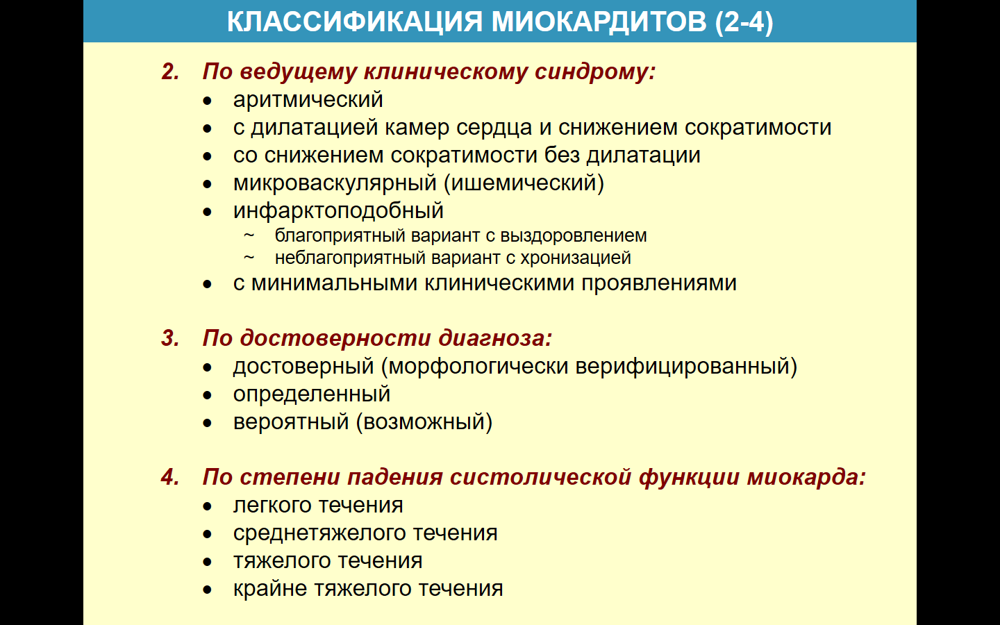 КЛАССИФИКАЦИЯ МИОКАРДИТОВ (2-4)
2. По ведущему клиническому синдрому:
● аритмический
● с дилатацией камер сердца и снижением сократимости
● со снижением сократимости без дилатации
● микроваскулярный (ишемический)
● инфарктоподобный
~ благоприятный вариант с выздоровлением
~ неблагоприятный вариант с хронизацией
● с минимальными клиническими проявлениями
3. По достоверности диагноза:
● достоверный (морфологически верифицированный)
● определенный
● вероятный (возможный)
4. По степени падения систолической функции миокарда:
● легкого течения
● среднетяжелого течения
● тяжелого течения
● крайне тяжелого течения